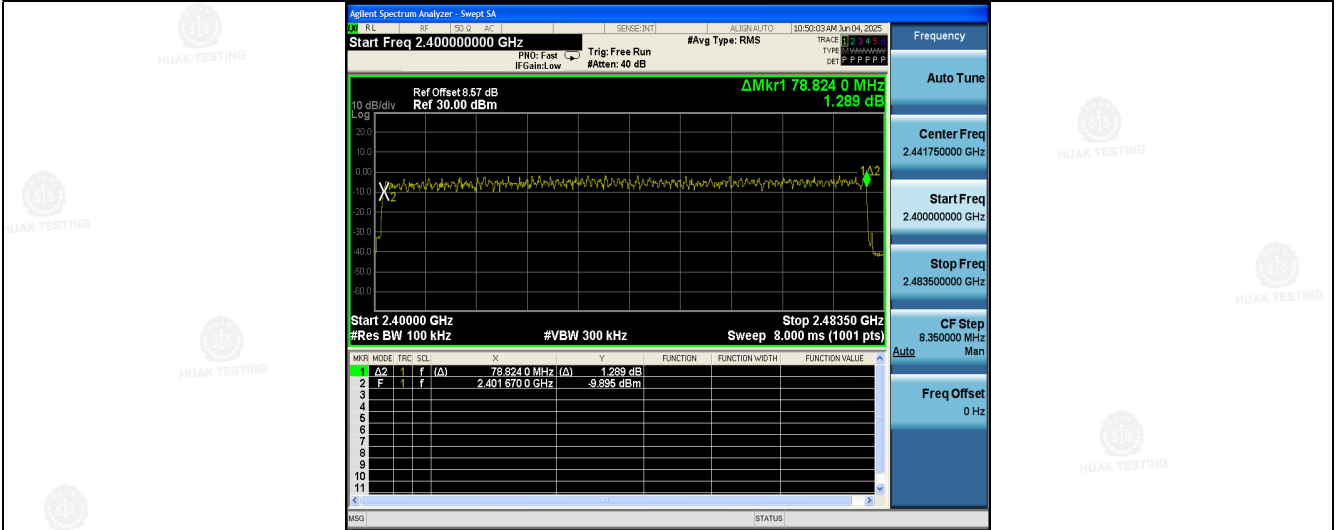 Agilent Spectrum Analyzer - Swept SA
RL RF 50 Ω AC SENSE:INT ALIGN AUTO 10:50:03 AM Jun 04, 2025
Start Freq 2.400000000 GHz
PNO: Fast
IFGain:Low
Trig: Free Run
#Atten: 40 dB
#Avg Type: RMS
TRACE 1 2 3 4 5 6
TYPE M
DET P P P P P P
ΔMkr1 78.824 0 MHz
1.289 dB
Ref Offset 8.57 dB
10 dB/div Ref 30.00 dBm
Log
20.0
10.0
0.00
-10.0
-20.0
-30.0
-40.0
-50.0
-60.0
1Δ2
2
Start 2.40000 GHz Stop 2.48350 GHz
#Res BW 100 kHz #VBW 300 kHz Sweep 8.000 ms (1001 pts)
MKR MODE TRC SCL X Y FUNCTION FUNCTION WIDTH FUNCTION VALUE
1 Δ2 1 f (Δ) 78.824 0 MHz (Δ) 1.289 dB
2 F 1 f 2.401 670 0 GHz -9.895 dBm
3
4
5
6
7
8
9
10
11
MSG STATUS
Frequency
Auto Tune
Center Freq
2.441750000 GHz
Start Freq
2.400000000 GHz
Stop Freq
2.483500000 GHz
CF Step
8.350000 MHz
Auto Man
Freq Offset
0 Hz
HUAK TESTING
HUAK TESTING
HUAK TESTING
HUAK TESTING
HUAK TESTING
HUAK TESTING